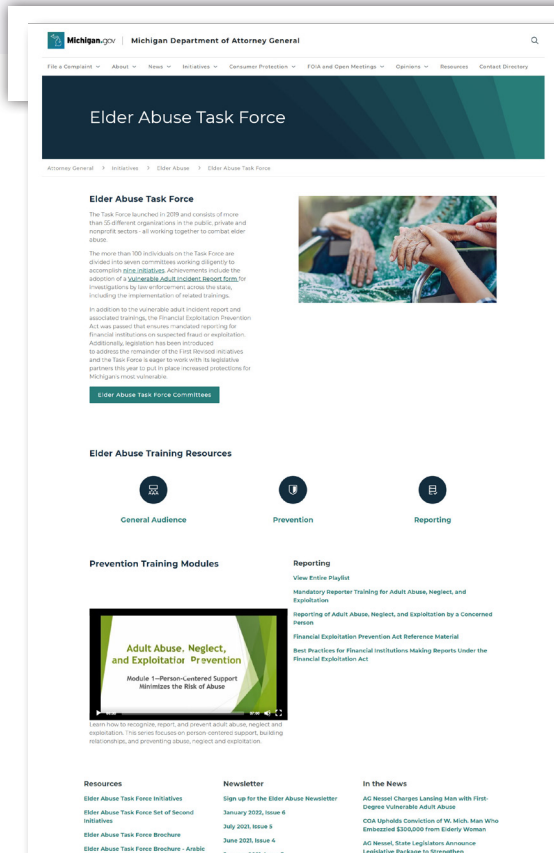 Michigan.gov Michigan Department of Attorney General
File a Complaint About News Initiatives Consumer Protection FOIA and Open Meetings Opinions Resources Contact Directory
Elder Abuse Task Force
Attorney General Initiatives Elder Abuse Elder Abuse Task Force
Elder Abuse Task Force
The Task Force launched in 2019 and consists of more
than 55 different organizations in the public, private and
nonprofit sectors - all working together to combat elder
abuse.
The more than 100 individuals on the Task Force are
divided into seven committees working diligently to
accomplish nine initiatives. Achievements include the
adoption of a Vulnerable Adult Incident Report form for
investigations by law enforcement across the state,
including the implementation of related trainings.
In addition to the vulnerable adult incident report and
associated trainings, the Financial Exploitation Prevention
Act was passed that ensures mandated reporting for
financial institutions on suspected fraud or exploitation.
Additionally, legislation has been introduced
to address the remainder of the First Revised Initiatives
and the Task Force is eager to work with its legislative
partners this year to put in place increased protections for
Michigan's most vulnerable.
Elder Abuse Task Force Committees
Elder Abuse Training Resources
General Audience Prevention Reporting
Prevention Training Modules
Adult Abuse, Neglect,
and Exploitation Prevention
Module 1—Person-Centered Support
Minimizes the Risk of Abuse
Learn how to recognize, report, and prevent adult abuse, neglect and
exploitation. This series focuses on person centered support, building
relationships, and preventing abuse, neglect and exploitation.
Reporting
View Entire Playlist
Mandatory Reporter Training for Adult Abuse, Neglect, and
Exploitation
Reporting of Adult Abuse, Neglect, and Exploitation by a Concerned
Person
Financial Exploitation Prevention Act Reference Material
Best Practices for Financial Institutions Making Reports Under the
Financial Exploitation Act
Resources
Elder Abuse Task Force Initiatives
Elder Abuse Task Force Set of Second
Initiatives
Elder Abuse Task Force Brochure
Elder Abuse Task Force Brochure - Arabic
Newsletter
Sign up for the Elder Abuse Newsletter
January 2022, Issue 6
July 2021, Issue 5
June 2021, Issue 4
In the News
AG Nessel Charges Lansing Man with First-
Degree Vulnerable Adult Abuse
COA Upholds Conviction of W. Mich. Man Who
Embezzled $300,000 from Elderly Woman
AG Nessel, State Legislators Announce
Legislative Package to Strengthen